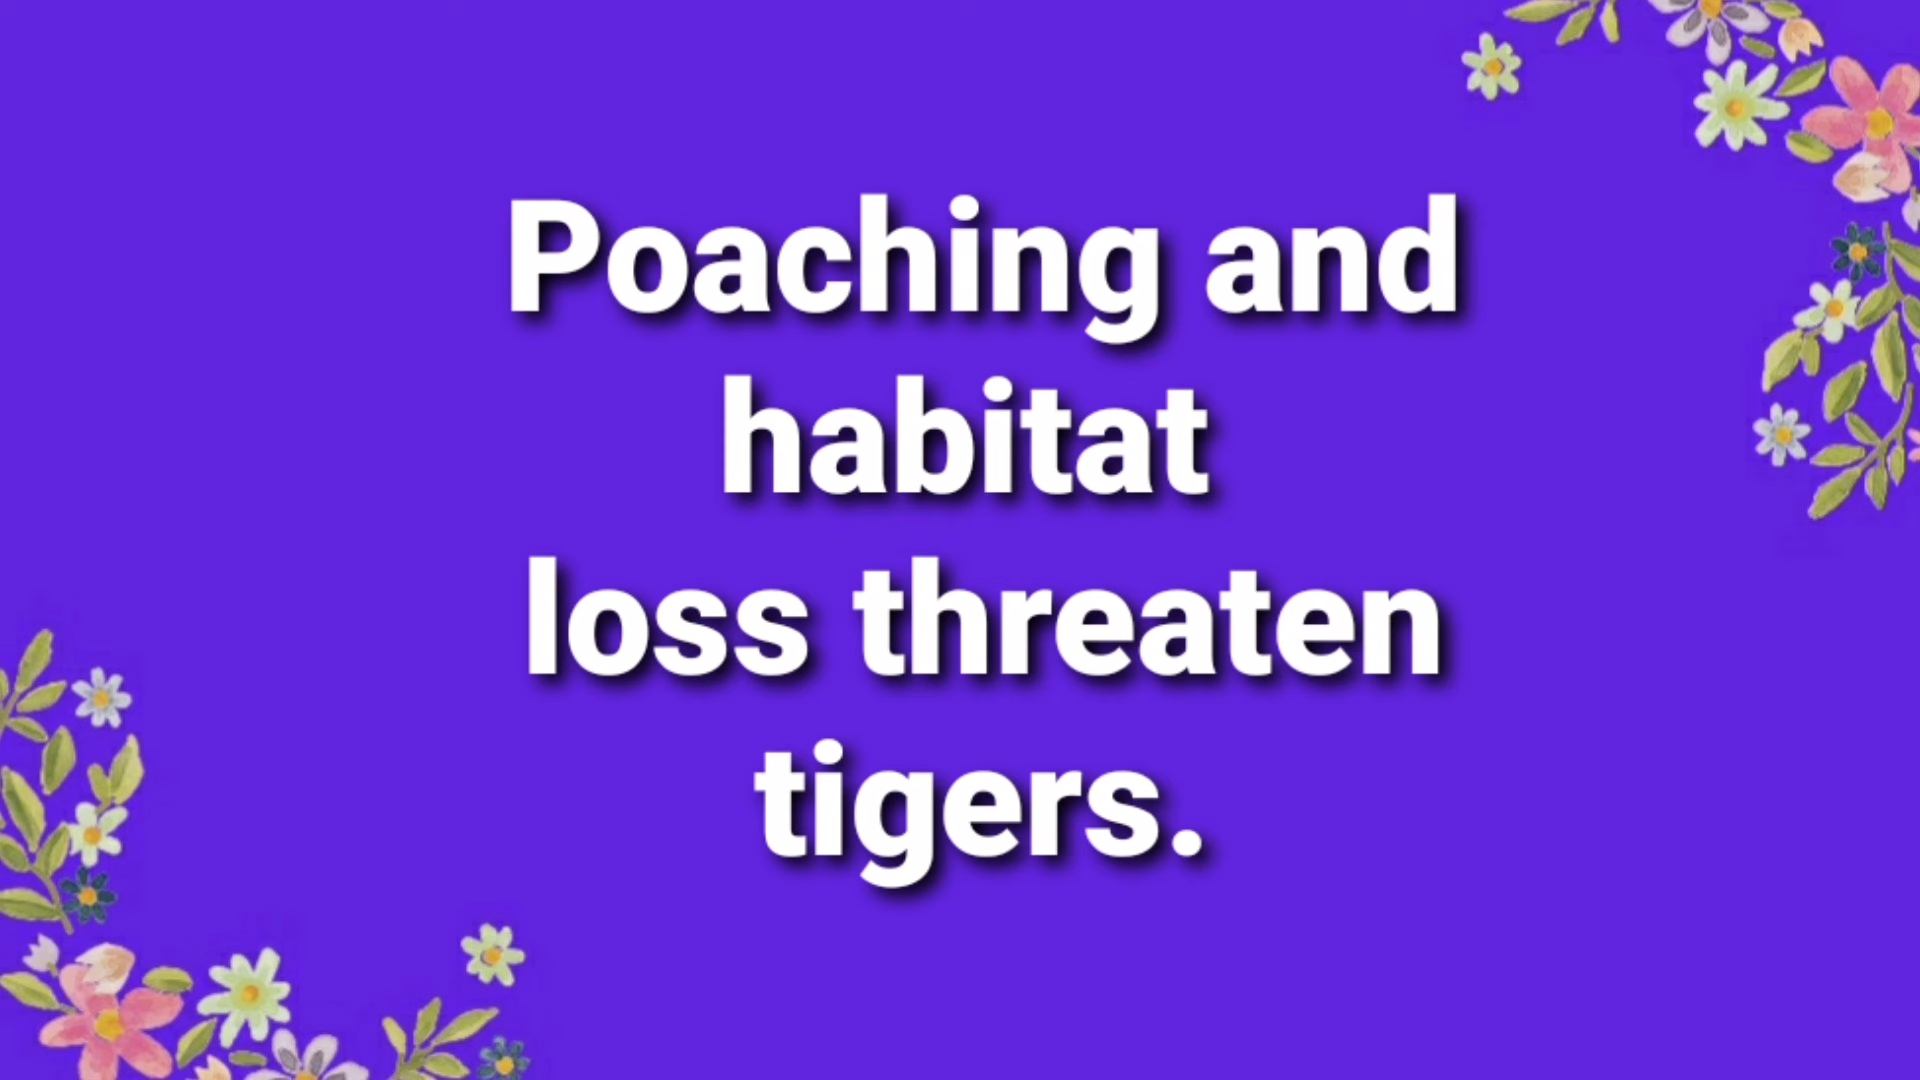 Poaching and
habitat
loss threaten
tigers.